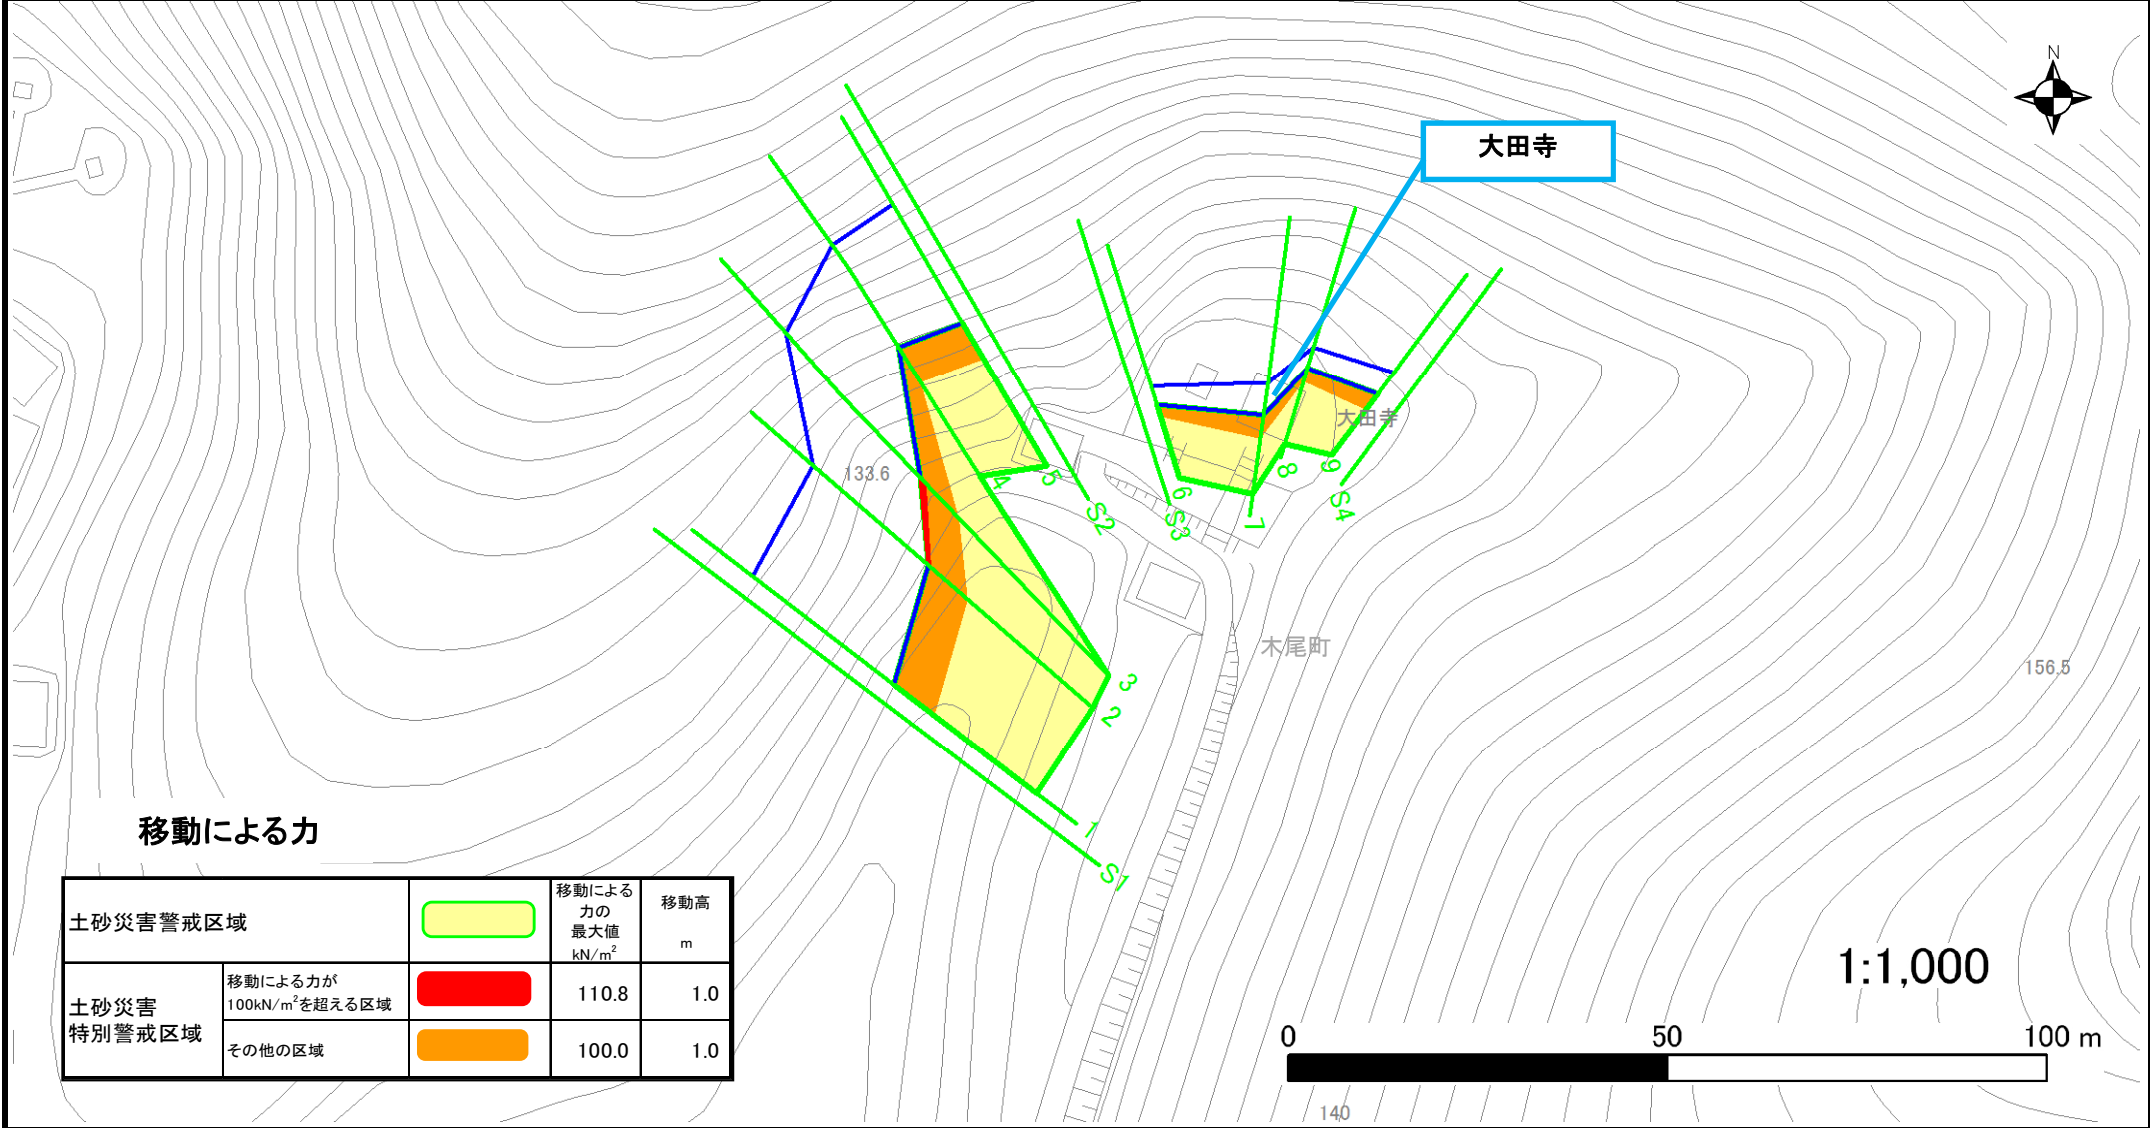 N
大田寺
大田寺
133.6
4
5
S2
6
S3
7
8
9
S4
木尾町
156.5
3
2
1
S1
移動による力
土砂災害警戒区域
移動による
力の
最大値
kN/m²
移動高
m
土砂災害
特別警戒区域
移動による力が
100kN/m²を超える区域
110.8
1.0
その他の区域
100.0
1.0
1:1,000
0
50
100 m
140